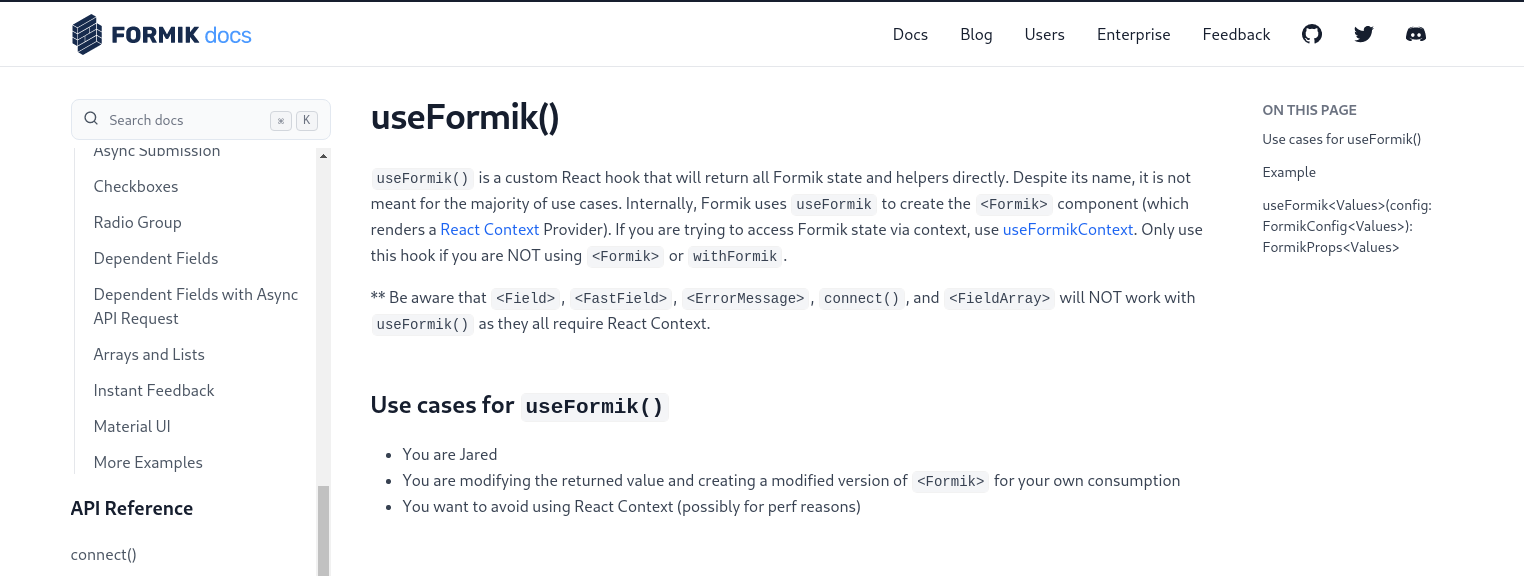 FORMIK docs
Docs Blog Users Enterprise Feedback
Search docs ⌘ K
Async Submission
Checkboxes
Radio Group
Dependent Fields
Dependent Fields with Async
API Request
Arrays and Lists
Instant Feedback
Material UI
More Examples
API Reference
connect()
useFormik()
useFormik() is a custom React hook that will return all Formik state and helpers directly. Despite its name, it is not
meant for the majority of use cases. Internally, Formik uses useFormik to create the <Formik> component (which
renders a React Context Provider). If you are trying to access Formik state via context, use useFormikContext. Only use
this hook if you are NOT using <Formik> or withFormik.
** Be aware that <Field>, <FastField>, <ErrorMessage>, connect(), and <FieldArray> will NOT work with
useFormik() as they all require React Context.
Use cases for useFormik()
• You are Jared
• You are modifying the returned value and creating a modified version of <Formik> for your own consumption
• You want to avoid using React Context (possibly for perf reasons)
ON THIS PAGE
Use cases for useFormik()
Example
useFormik<Values>(config:
FormikConfig<Values>):
FormikProps<Values>